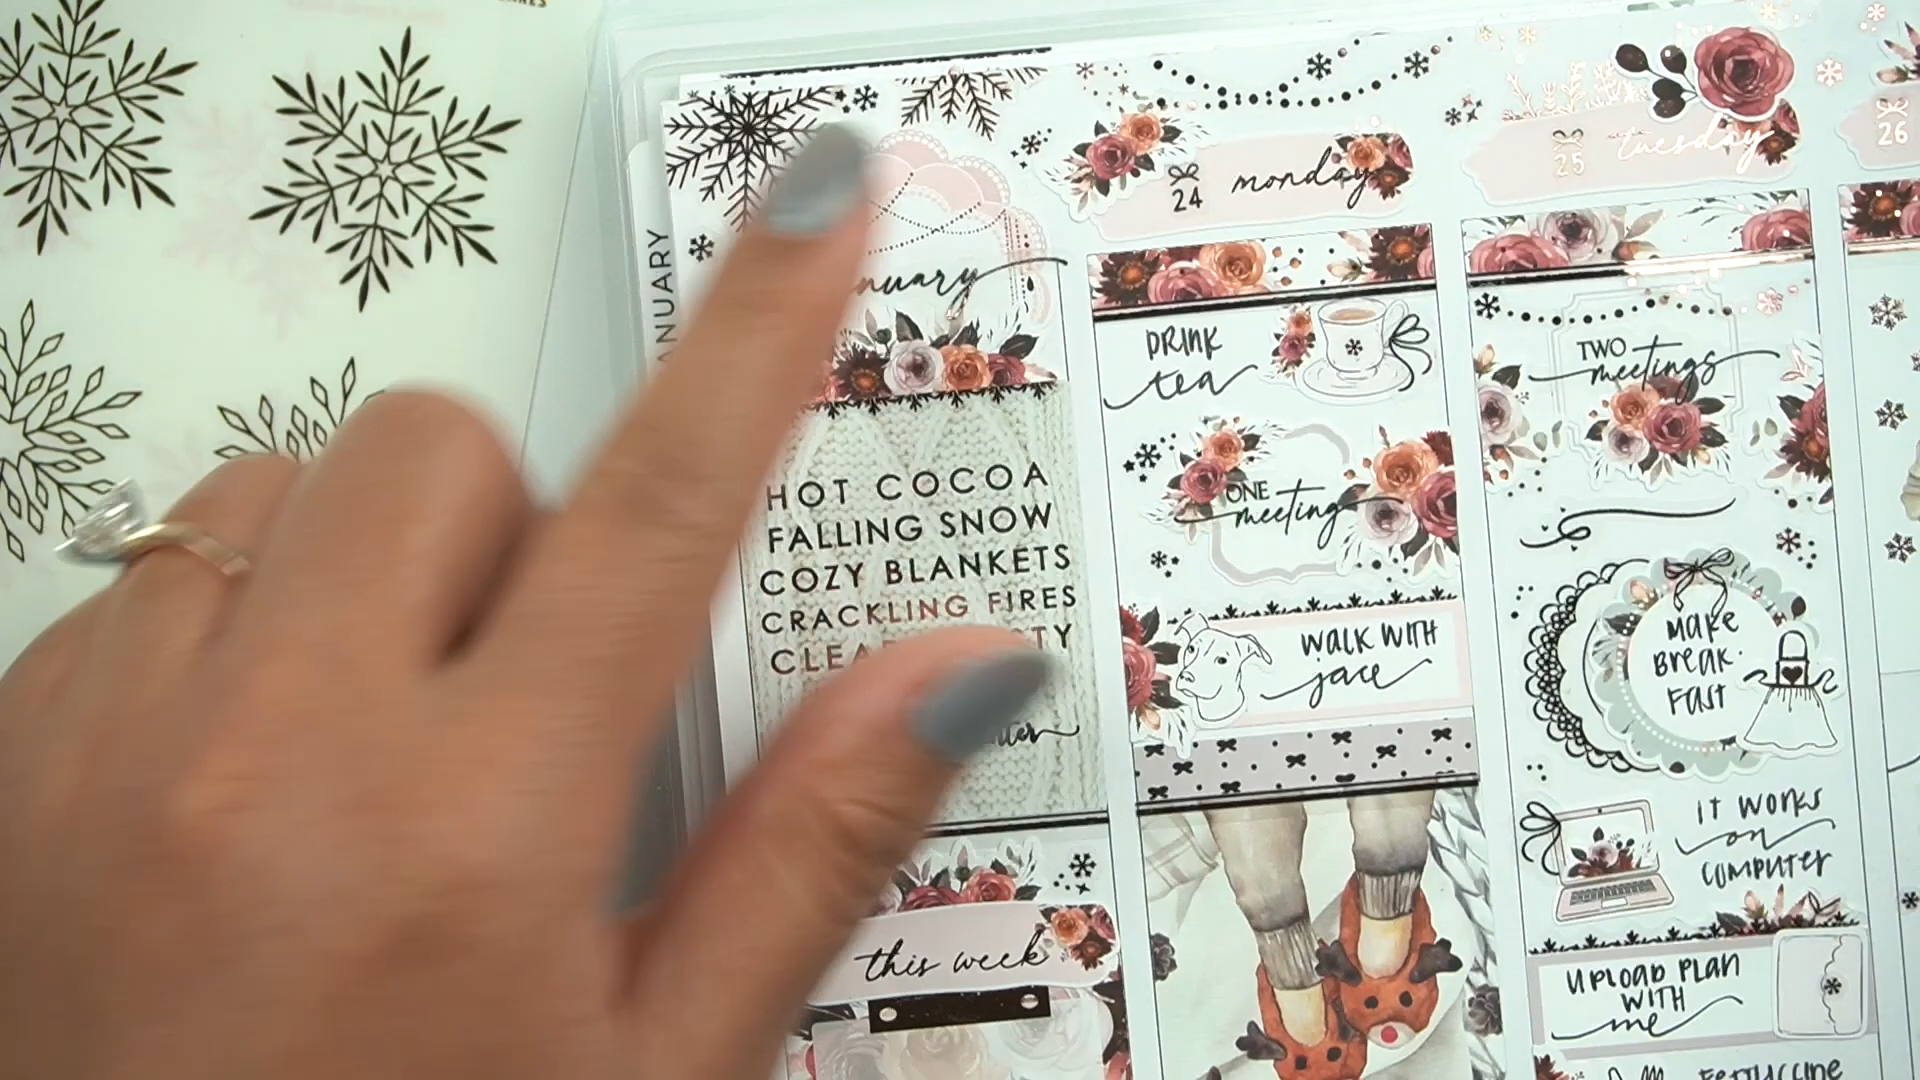 24 monday
25 tuesday
26
DRINK
tea
TWO
meetings
HOT COCOA
FALLING SNOW
COZY BLANKETS
CRACKLING FIRES
ONE
meeting
WALK WITH
jace
MAKE
BREAK-
FAST
IT WORKS
on
COMPUTER
this week
UPLOAD PLAN
WITH
me
FETTUCCINE